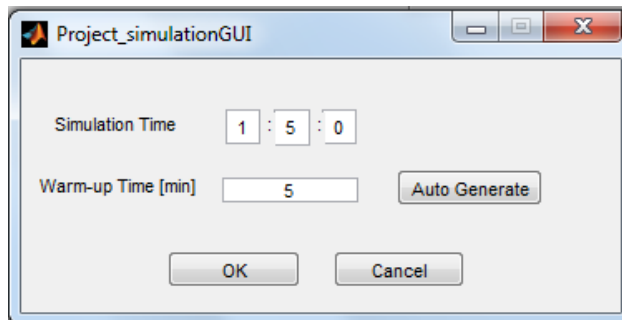 Project_simulationGUI
Simulation Time 1 : 5 : 0
Warm-up Time [min] 5 Auto Generate
OK Cancel